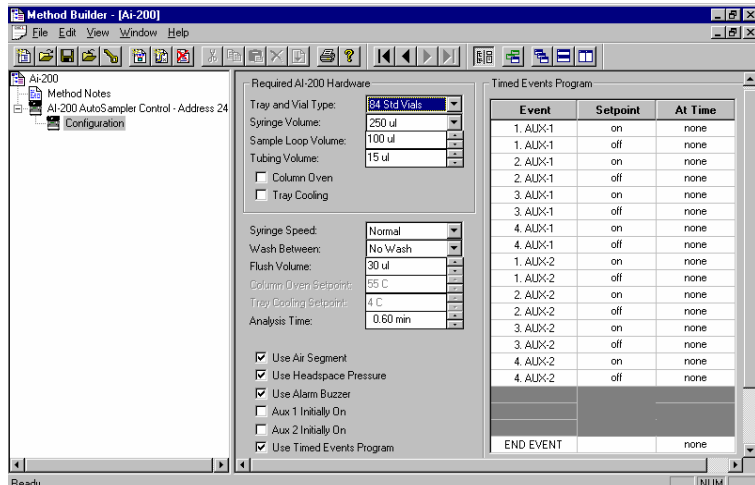 Method Builder - [Ai-200]
File Edit View Window Help
Ai-200
Method Notes
AI-200 AutoSampler Control - Address 24
Configuration
Required AI-200 Hardware
Tray and Vial Type: 84 Std Vials
Syringe Volume: 250 ul
Sample Loop Volume: 100 ul
Tubing Volume: 15 ul
Column Oven
Tray Cooling
Syringe Speed: Normal
Wash Between: No Wash
Flush Volume: 30 ul
Column Oven Setpoint: 55 C
Tray Cooling Setpoint: 4 C
Analysis Time: 0.60 min
Use Air Segment
Use Headspace Pressure
Use Alarm Buzzer
Aux 1 Initially On
Aux 2 Initially On
Use Timed Events Program
Timed Events Program
Event Setpoint At Time
1. AUX-1 on none
1. AUX-1 off none
2. AUX-1 on none
2. AUX-1 off none
3. AUX-1 on none
3. AUX-1 off none
4. AUX-1 on none
4. AUX-1 off none
1. AUX-2 on none
1. AUX-2 off none
2. AUX-2 on none
2. AUX-2 off none
3. AUX-2 on none
3. AUX-2 off none
4. AUX-2 on none
4. AUX-2 off none
END EVENT none
Ready
NUM